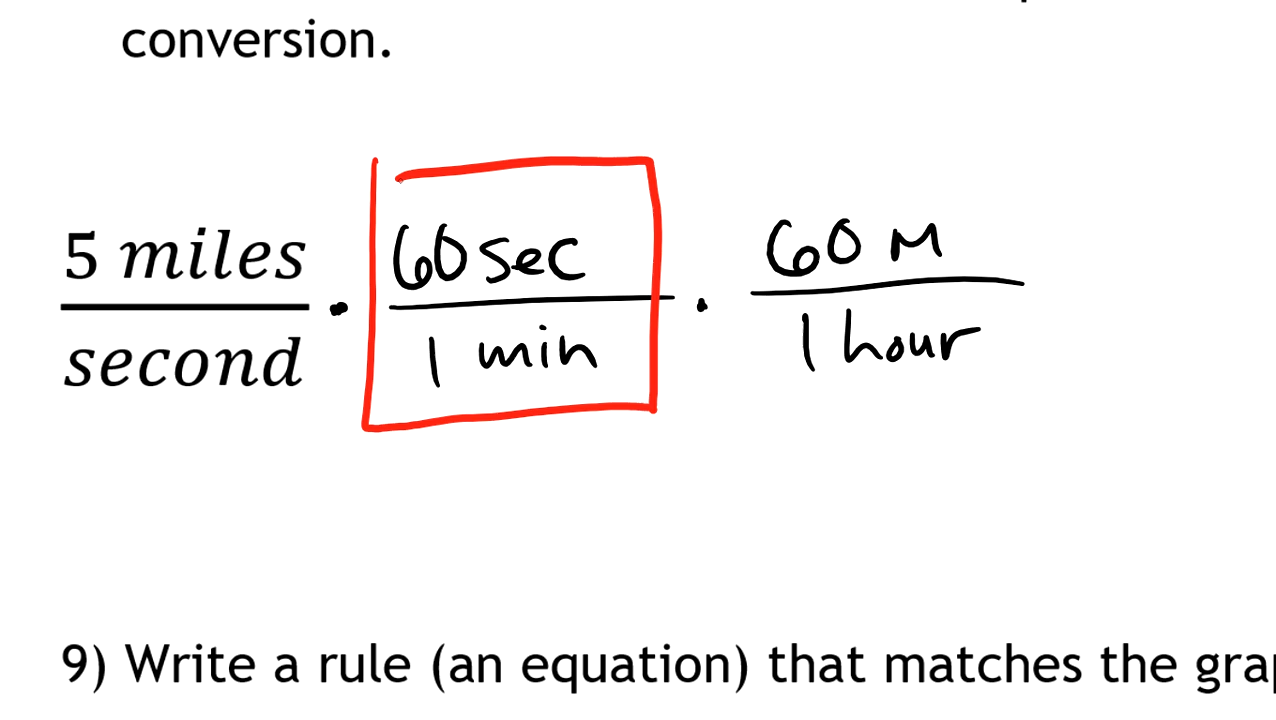 conversion.
5 miles · 60 sec · 60 M
second 1 min 1 hour
9) Write a rule (an equation) that matches the gra